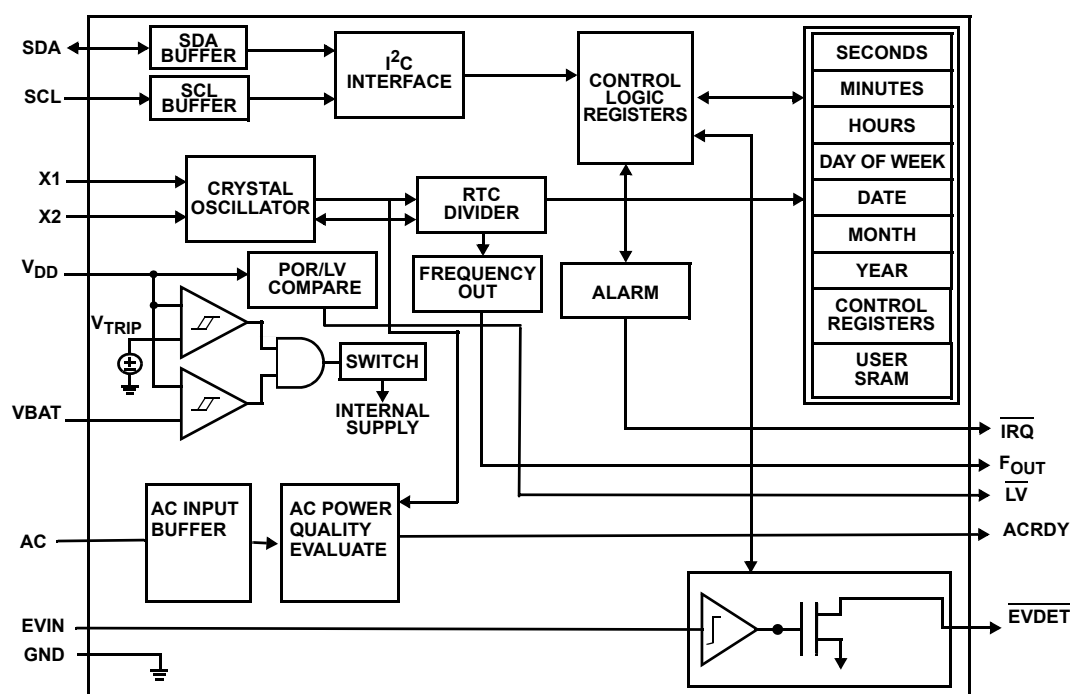 SDA
SDA
BUFFER
I²C
INTERFACE
SCL
SCL
BUFFER
CONTROL
LOGIC
REGISTERS
SECONDS
MINUTES
HOURS
DAY OF WEEK
DATE
MONTH
YEAR
CONTROL
REGISTERS
USER
SRAM
X1
X2
CRYSTAL
OSCILLATOR
RTC
DIVIDER
VDD
POR/LV
COMPARE
FREQUENCY
OUT
ALARM
VTRIP
SWITCH
INTERNAL
SUPPLY
VBAT
IRQ
FOUT
LV
AC
AC INPUT
BUFFER
AC POWER
QUALITY
EVALUATE
ACRDY
EVIN
EVDET
GND